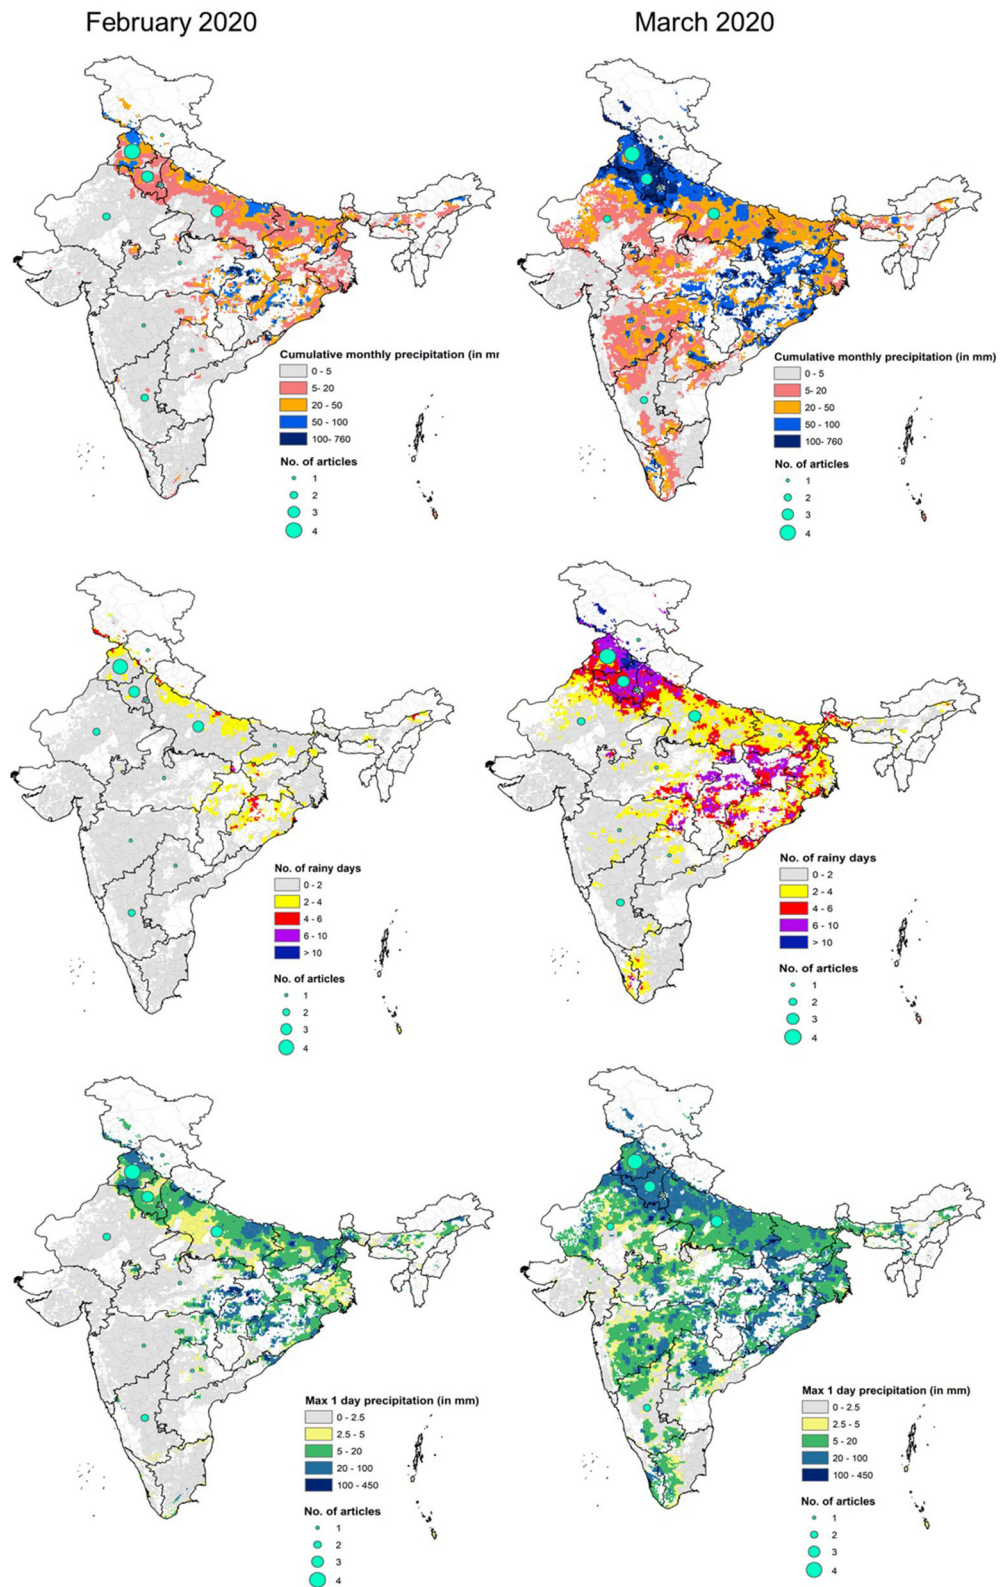 February 2020
March 2020
Cumulative monthly precipitation (in mm
0 - 5
5- 20
20 - 50
50 - 100
100- 760
No. of articles
1
2
3
4
Cumulative monthly precipitation (in mm)
0 - 5
5- 20
20 - 50
50 - 100
100- 760
No. of articles
1
2
3
4
No. of rainy days
0 - 2
2 - 4
4 - 6
6 - 10
> 10
No. of articles
1
2
3
4
No. of rainy days
0 - 2
2 - 4
4 - 6
6 - 10
> 10
No. of articles
1
2
3
4
Max 1 day precipitation (in mm)
0 - 2.5
2.5 - 5
5 - 20
20 - 100
100 - 450
No. of articles
1
2
3
4
Max 1 day precipitation (in mm)
0 - 2.5
2.5 - 5
5 - 20
20 - 100
100 - 450
No. of articles
1
2
3
4